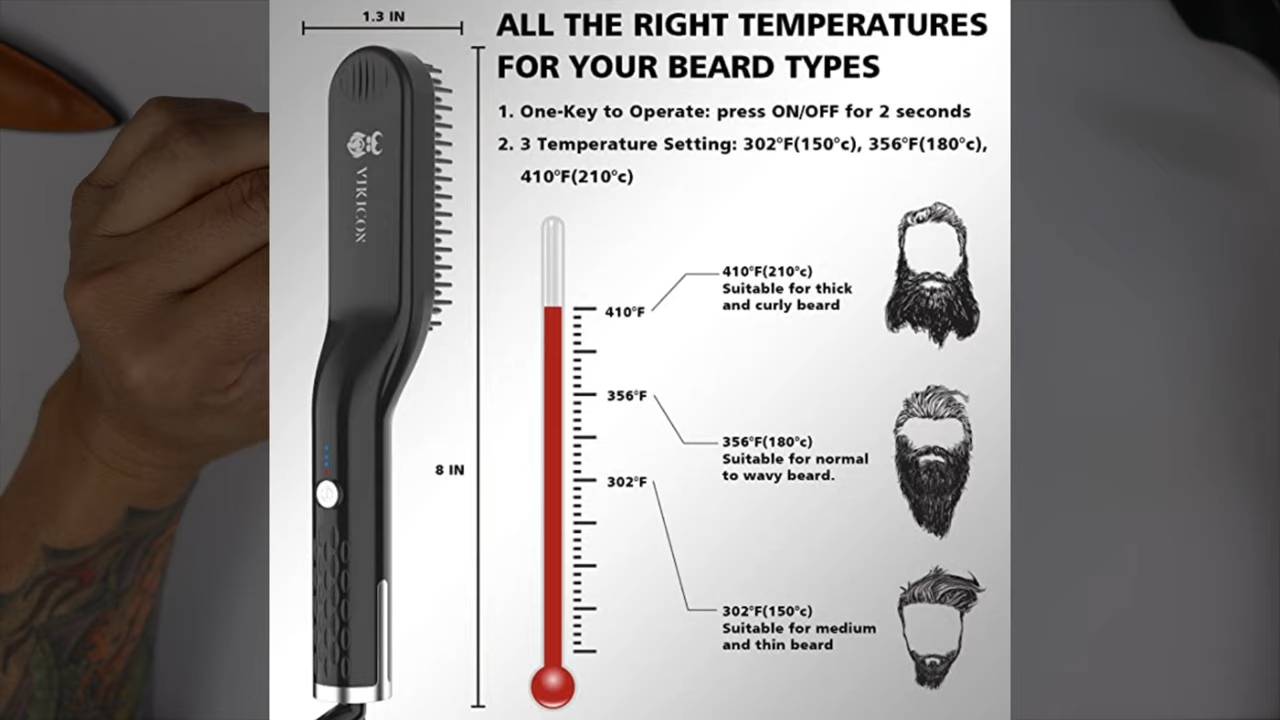 1.3 IN
ALL THE RIGHT TEMPERATURES
FOR YOUR BEARD TYPES
1. One-Key to Operate: press ON/OFF for 2 seconds
2. 3 Temperature Setting: 302°F(150°c), 356°F(180°c),
410°F(210°c)
VIKICON
8 IN
410°F
356°F
302°F
410°F(210°c)
Suitable for thick
and curly beard
356°F(180°c)
Suitable for normal
to wavy beard.
302°F(150°c)
Suitable for medium
and thin beard